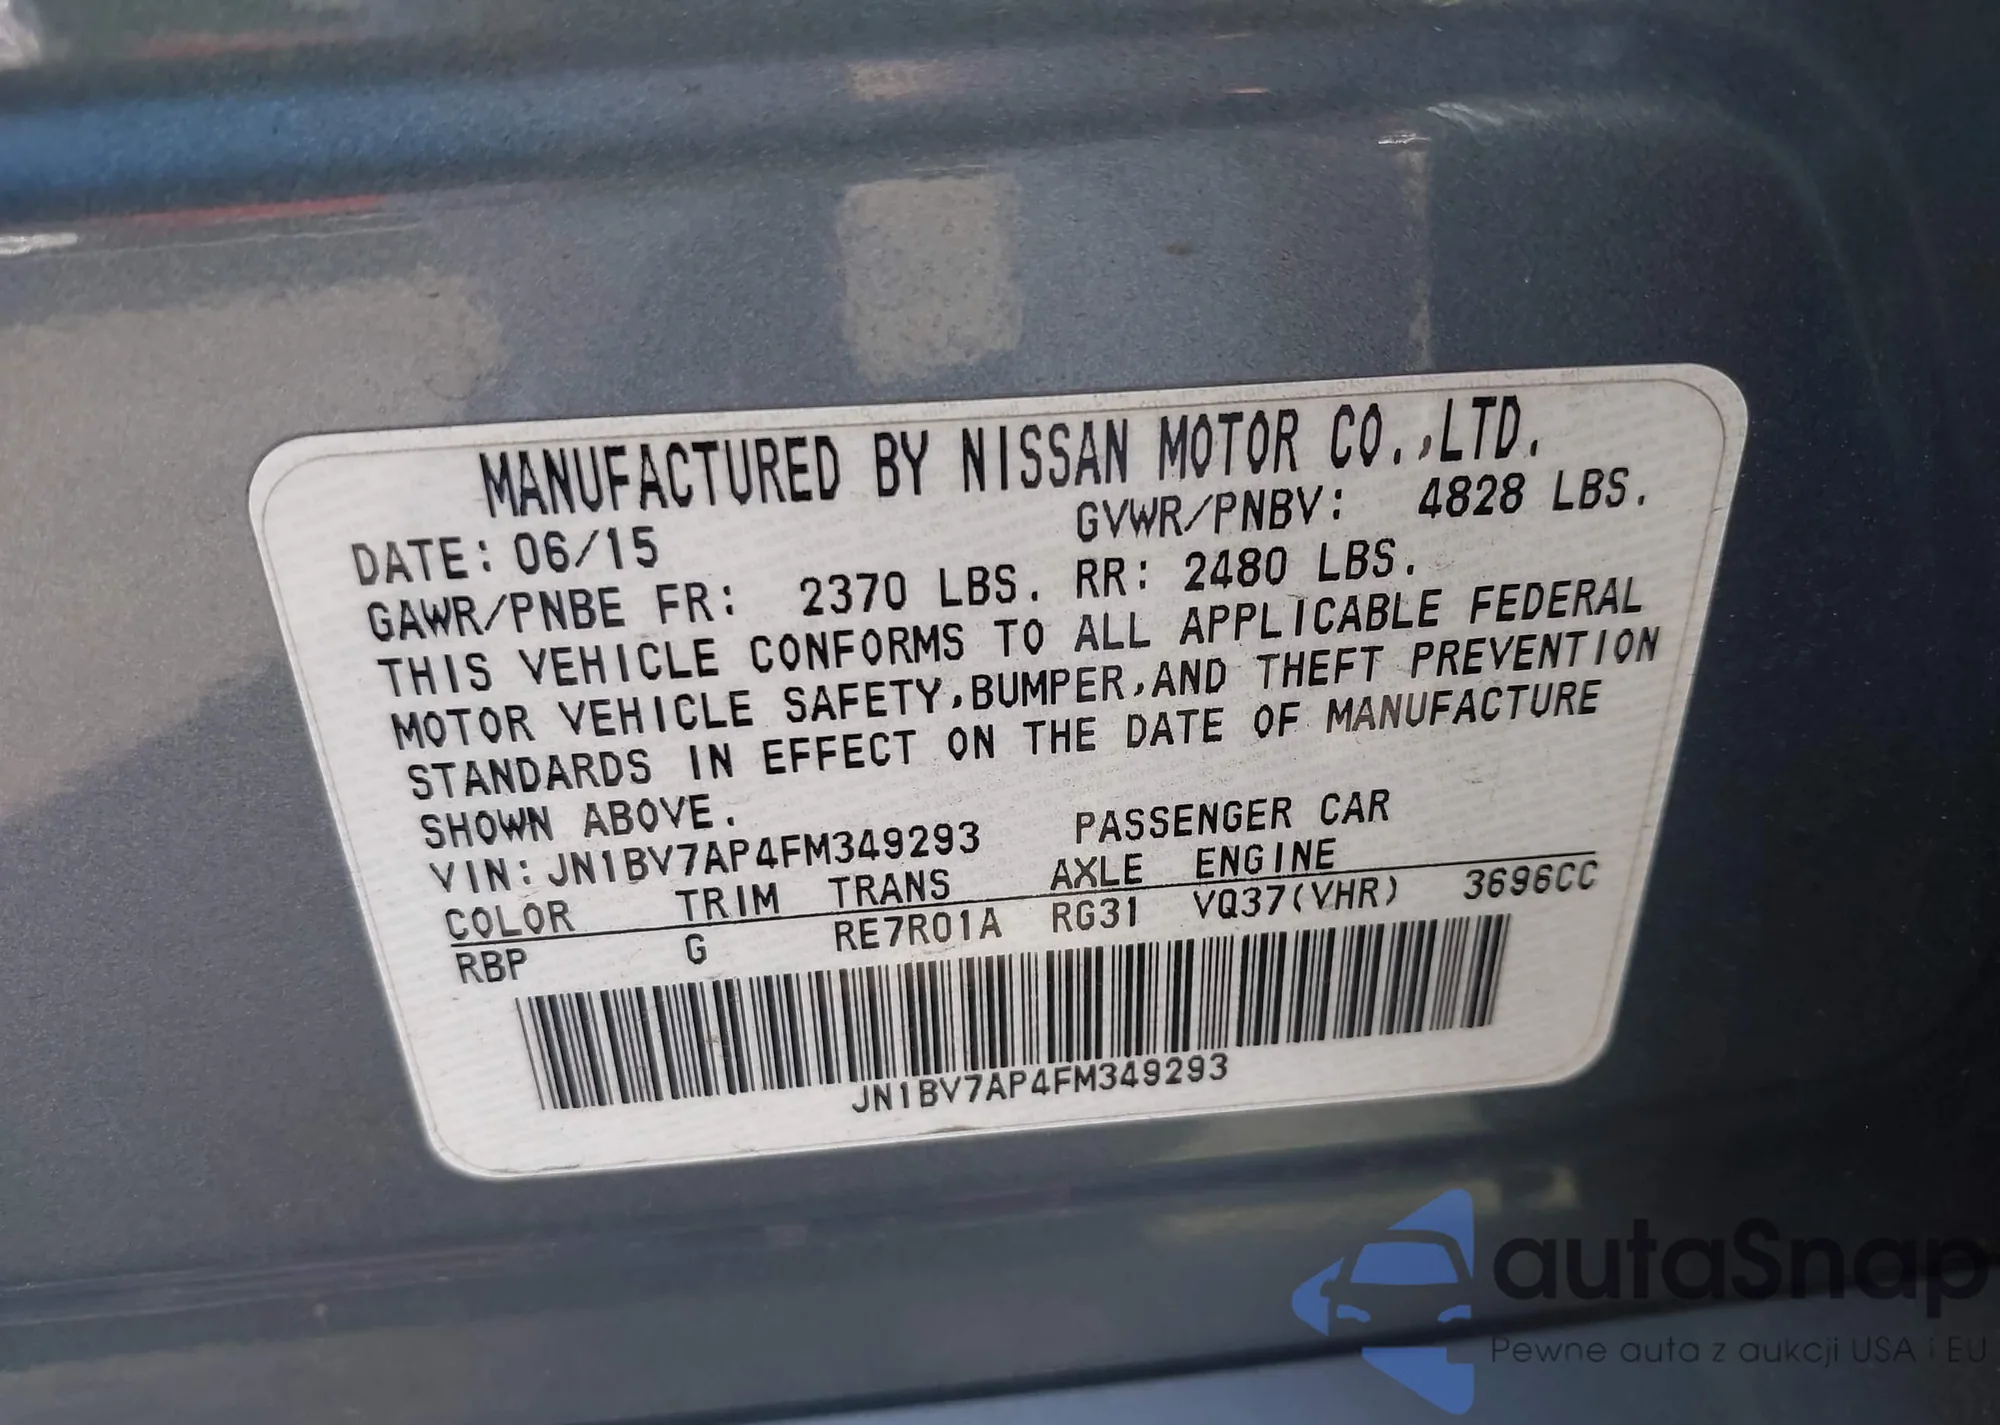 MANUFACTURED BY NISSAN MOTOR CO.,LTD.
DATE: 06/15 GVWR/PNBV: 4828 LBS.
GAWR/PNBE FR: 2370 LBS. RR: 2480 LBS.
THIS VEHICLE CONFORMS TO ALL APPLICABLE FEDERAL
MOTOR VEHICLE SAFETY,BUMPER,AND THEFT PREVENTION
STANDARDS IN EFFECT ON THE DATE OF MANUFACTURE
SHOWN ABOVE.
VIN:JN1BV7AP4FM349293 PASSENGER CAR
COLOR TRIM TRANS AXLE ENGINE
RBP G RE7R01A RG31 VQ37(VHR) 3696CC
JN1BV7AP4FM349293
autaSnap
Pewne auta z aukcji USA i EU